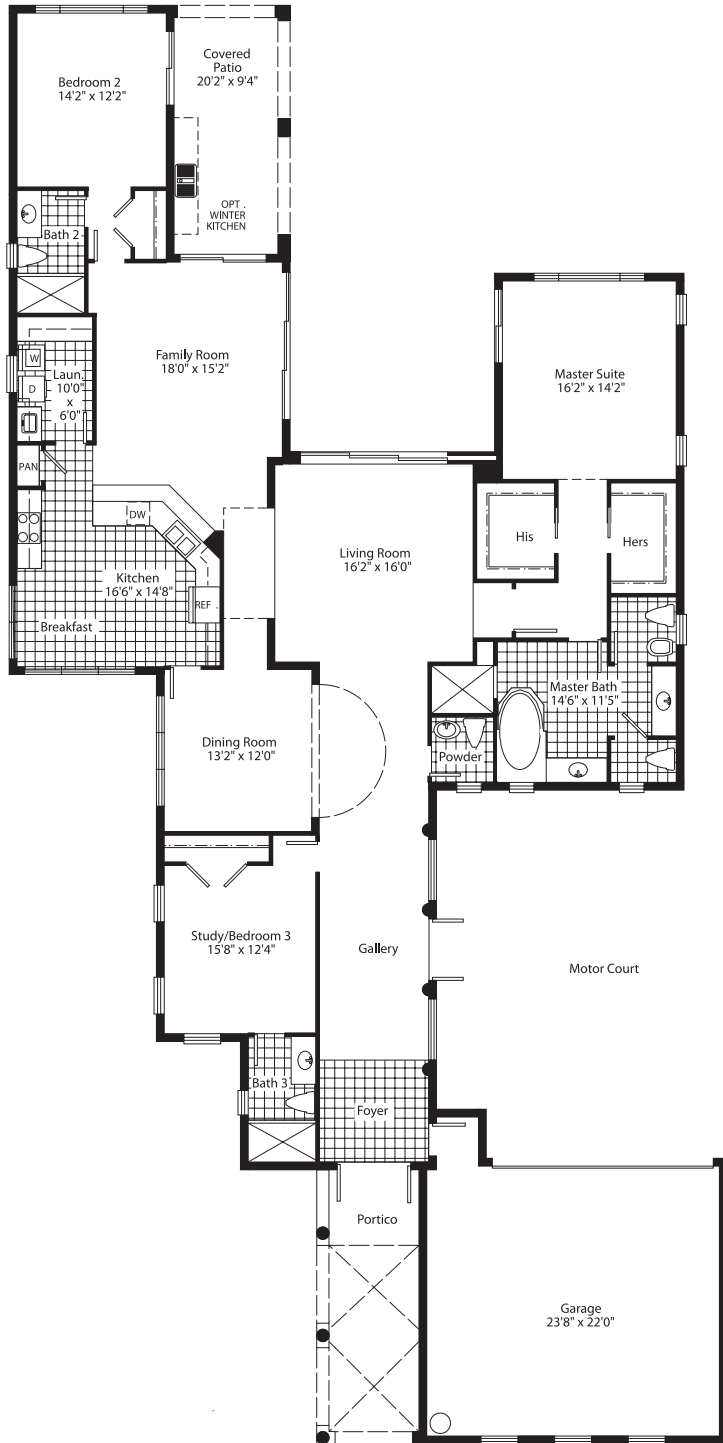 Covered
Patio
20'2" x 9'4"
Bedroom 2
14'2" x 12'2"
OPT.
WINTER
KITCHEN
Bath 2
Family Room
18'0" x 15'2"
W
Laun.
10'0"
x
6'0"
D
Master Suite
16'2" x 14'2"
PAN
DW
His
Hers
Living Room
16'2" x 16'0"
Kitchen
16'6" x 14'8"
REF.
Breakfast
Master Bath
14'6" x 11'5"
Dining Room
13'2" x 12'0"
Powder
Study/Bedroom 3
15'8" x 12'4"
Gallery
Motor Court
Bath 3
Foyer
Portico
Garage
23'8" x 22'0"